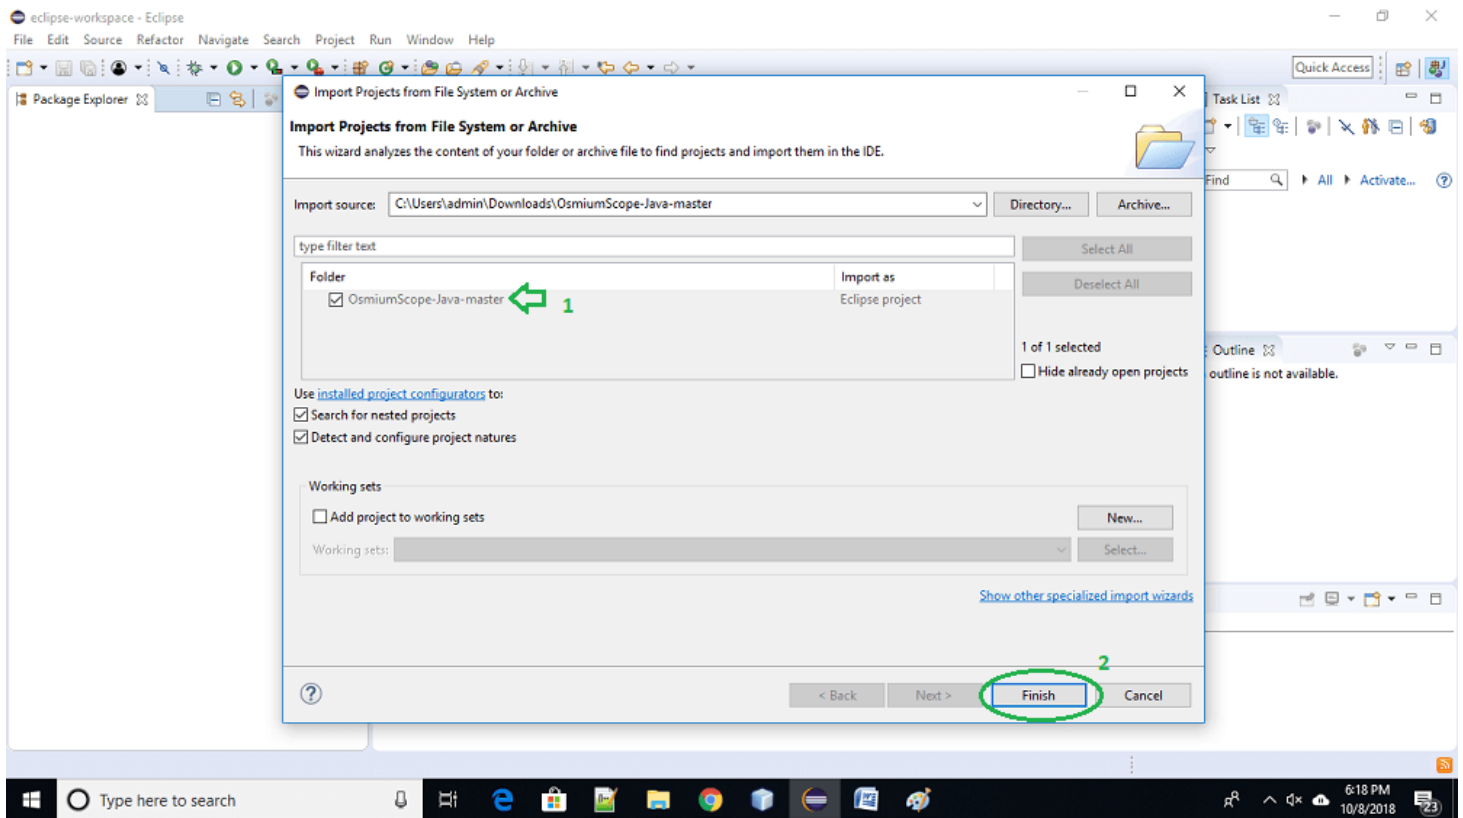 eclipse-workspace - Eclipse
File Edit Source Refactor Navigate Search Project Run Window Help
Quick Access
Package Explorer
Import Projects from File System or Archive
Task List
Import Projects from File System or Archive
This wizard analyzes the content of your folder or archive file to find projects and import them in the IDE.
Find All Activate...
Import source: C:\Users\admin\Downloads\OsmiumScope-Java-master Directory... Archive...
type filter text Select All
Folder Import as Deselect All
OsmiumScope-Java-master 1 Eclipse project
1 of 1 selected
Outline
Hide already open projects
outline is not available.
Use installed project configurators to:
Search for nested projects
Detect and configure project natures
Working sets
Add project to working sets New...
Working sets: Select...
Show other specialized import wizards
2
? < Back Next > Finish Cancel
Type here to search
6:18 PM
10/8/2018
23